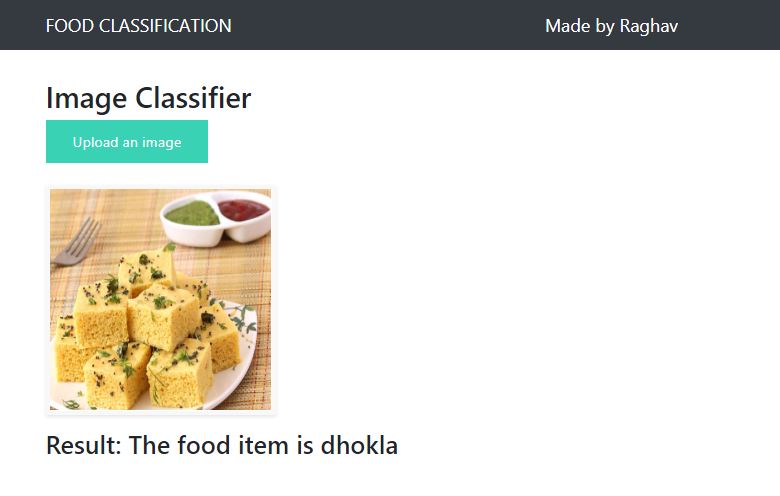 FOOD CLASSIFICATION
Made by Raghav
Image Classifier
Upload an image
Result: The food item is dhokla